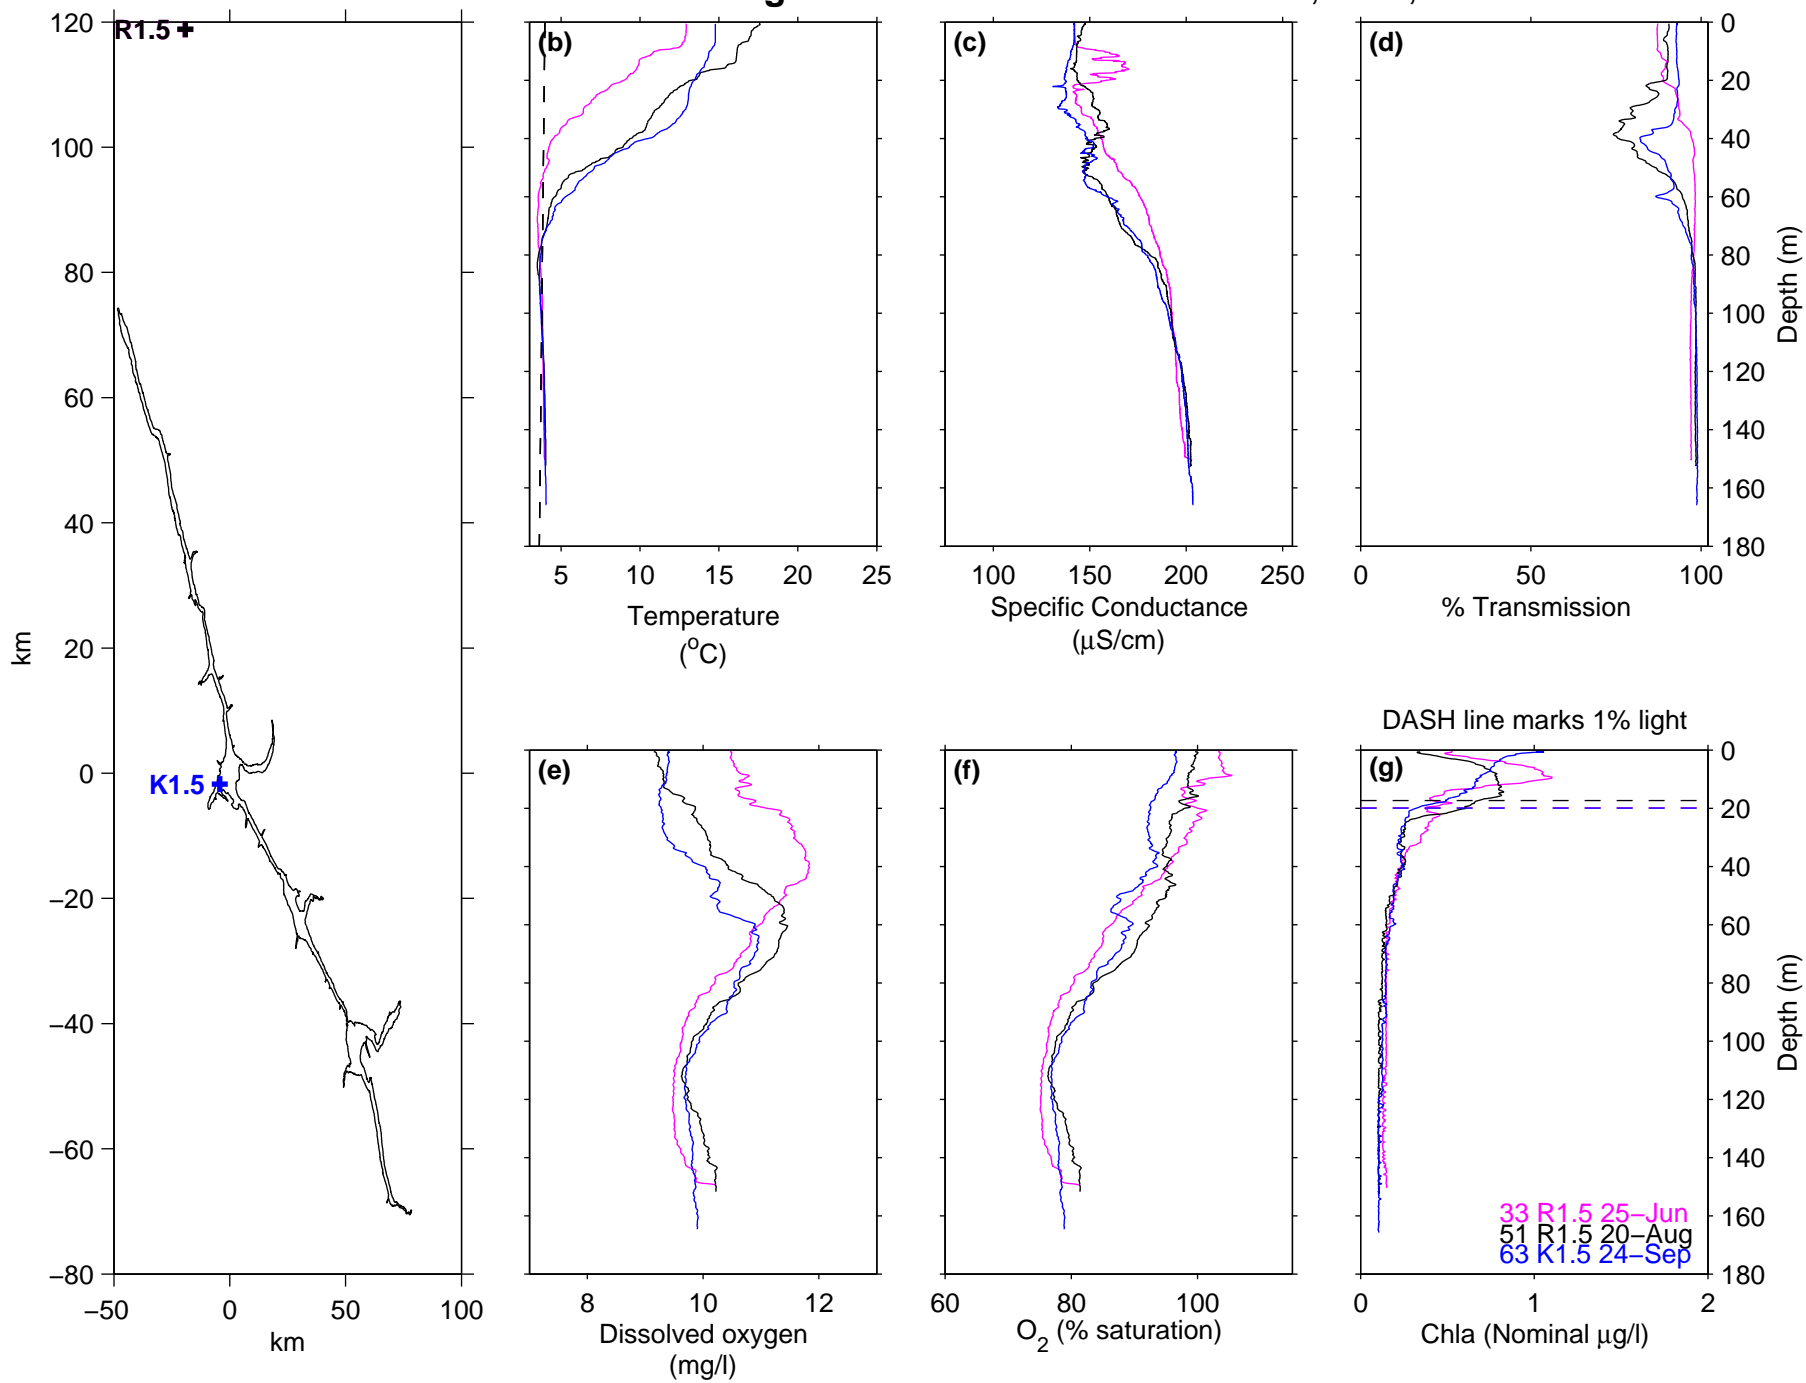 g
120
100
80
60
40
20
0
−20
−40
−60
−80
km
−50 0 50 100
km
R1.5
K1.5
(b)
5 10 15 20 25
Temperature
(°C)
(c)
100 150 200 250
Specific Conductance
(μS/cm)
(d)
0 50 100
% Transmission
0
20
40
60
80
100
120
140
160
180
Depth (m)
(e)
8 10 12
Dissolved oxygen
(mg/l)
(f)
60 80 100
O2 (% saturation)
DASH line marks 1% light
(g)
33 R1.5 25−Jun
51 R1.5 20−Aug
63 K1.5 24−Sep
0 1 2
Chla (Nominal μg/l)
0
20
40
60
80
100
120
140
160
180
Depth (m)